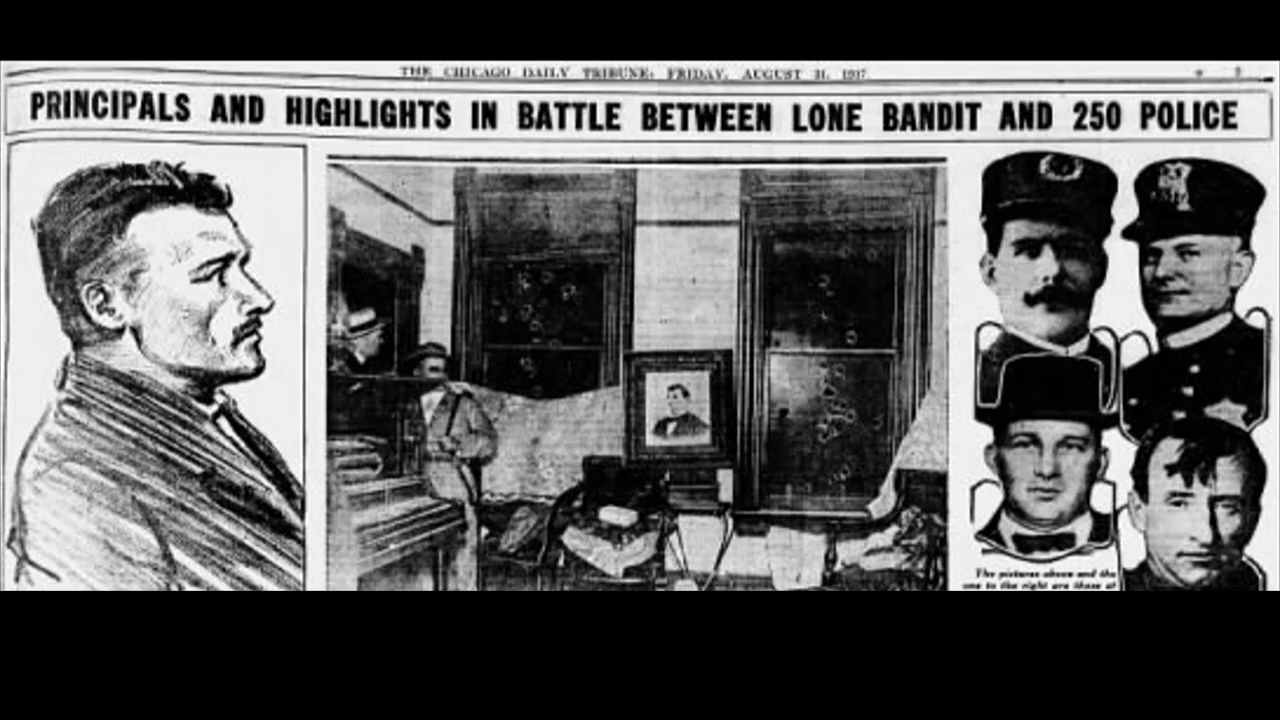 THE CHICAGO DAILY TRIBUNE: FRIDAY, AUGUST 31, 1917
PRINCIPALS AND HIGHLIGHTS IN BATTLE BETWEEN LONE BANDIT AND 250 POLICE
The pictures above and the
one to the right are those of